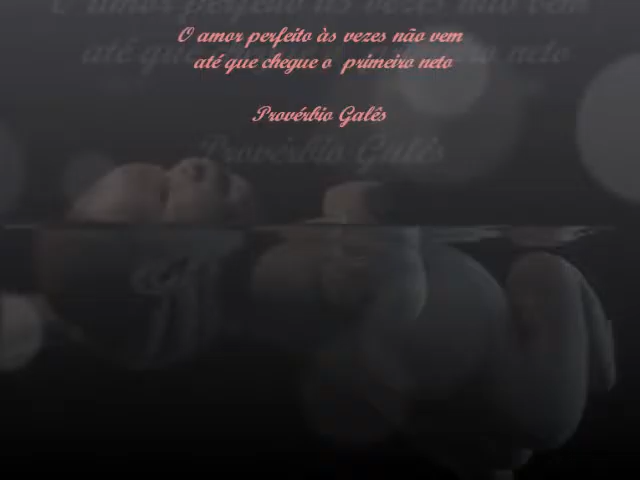 O amor perfeito às vezes não vem
até que chegue o primeiro neto
Provérbio Galês